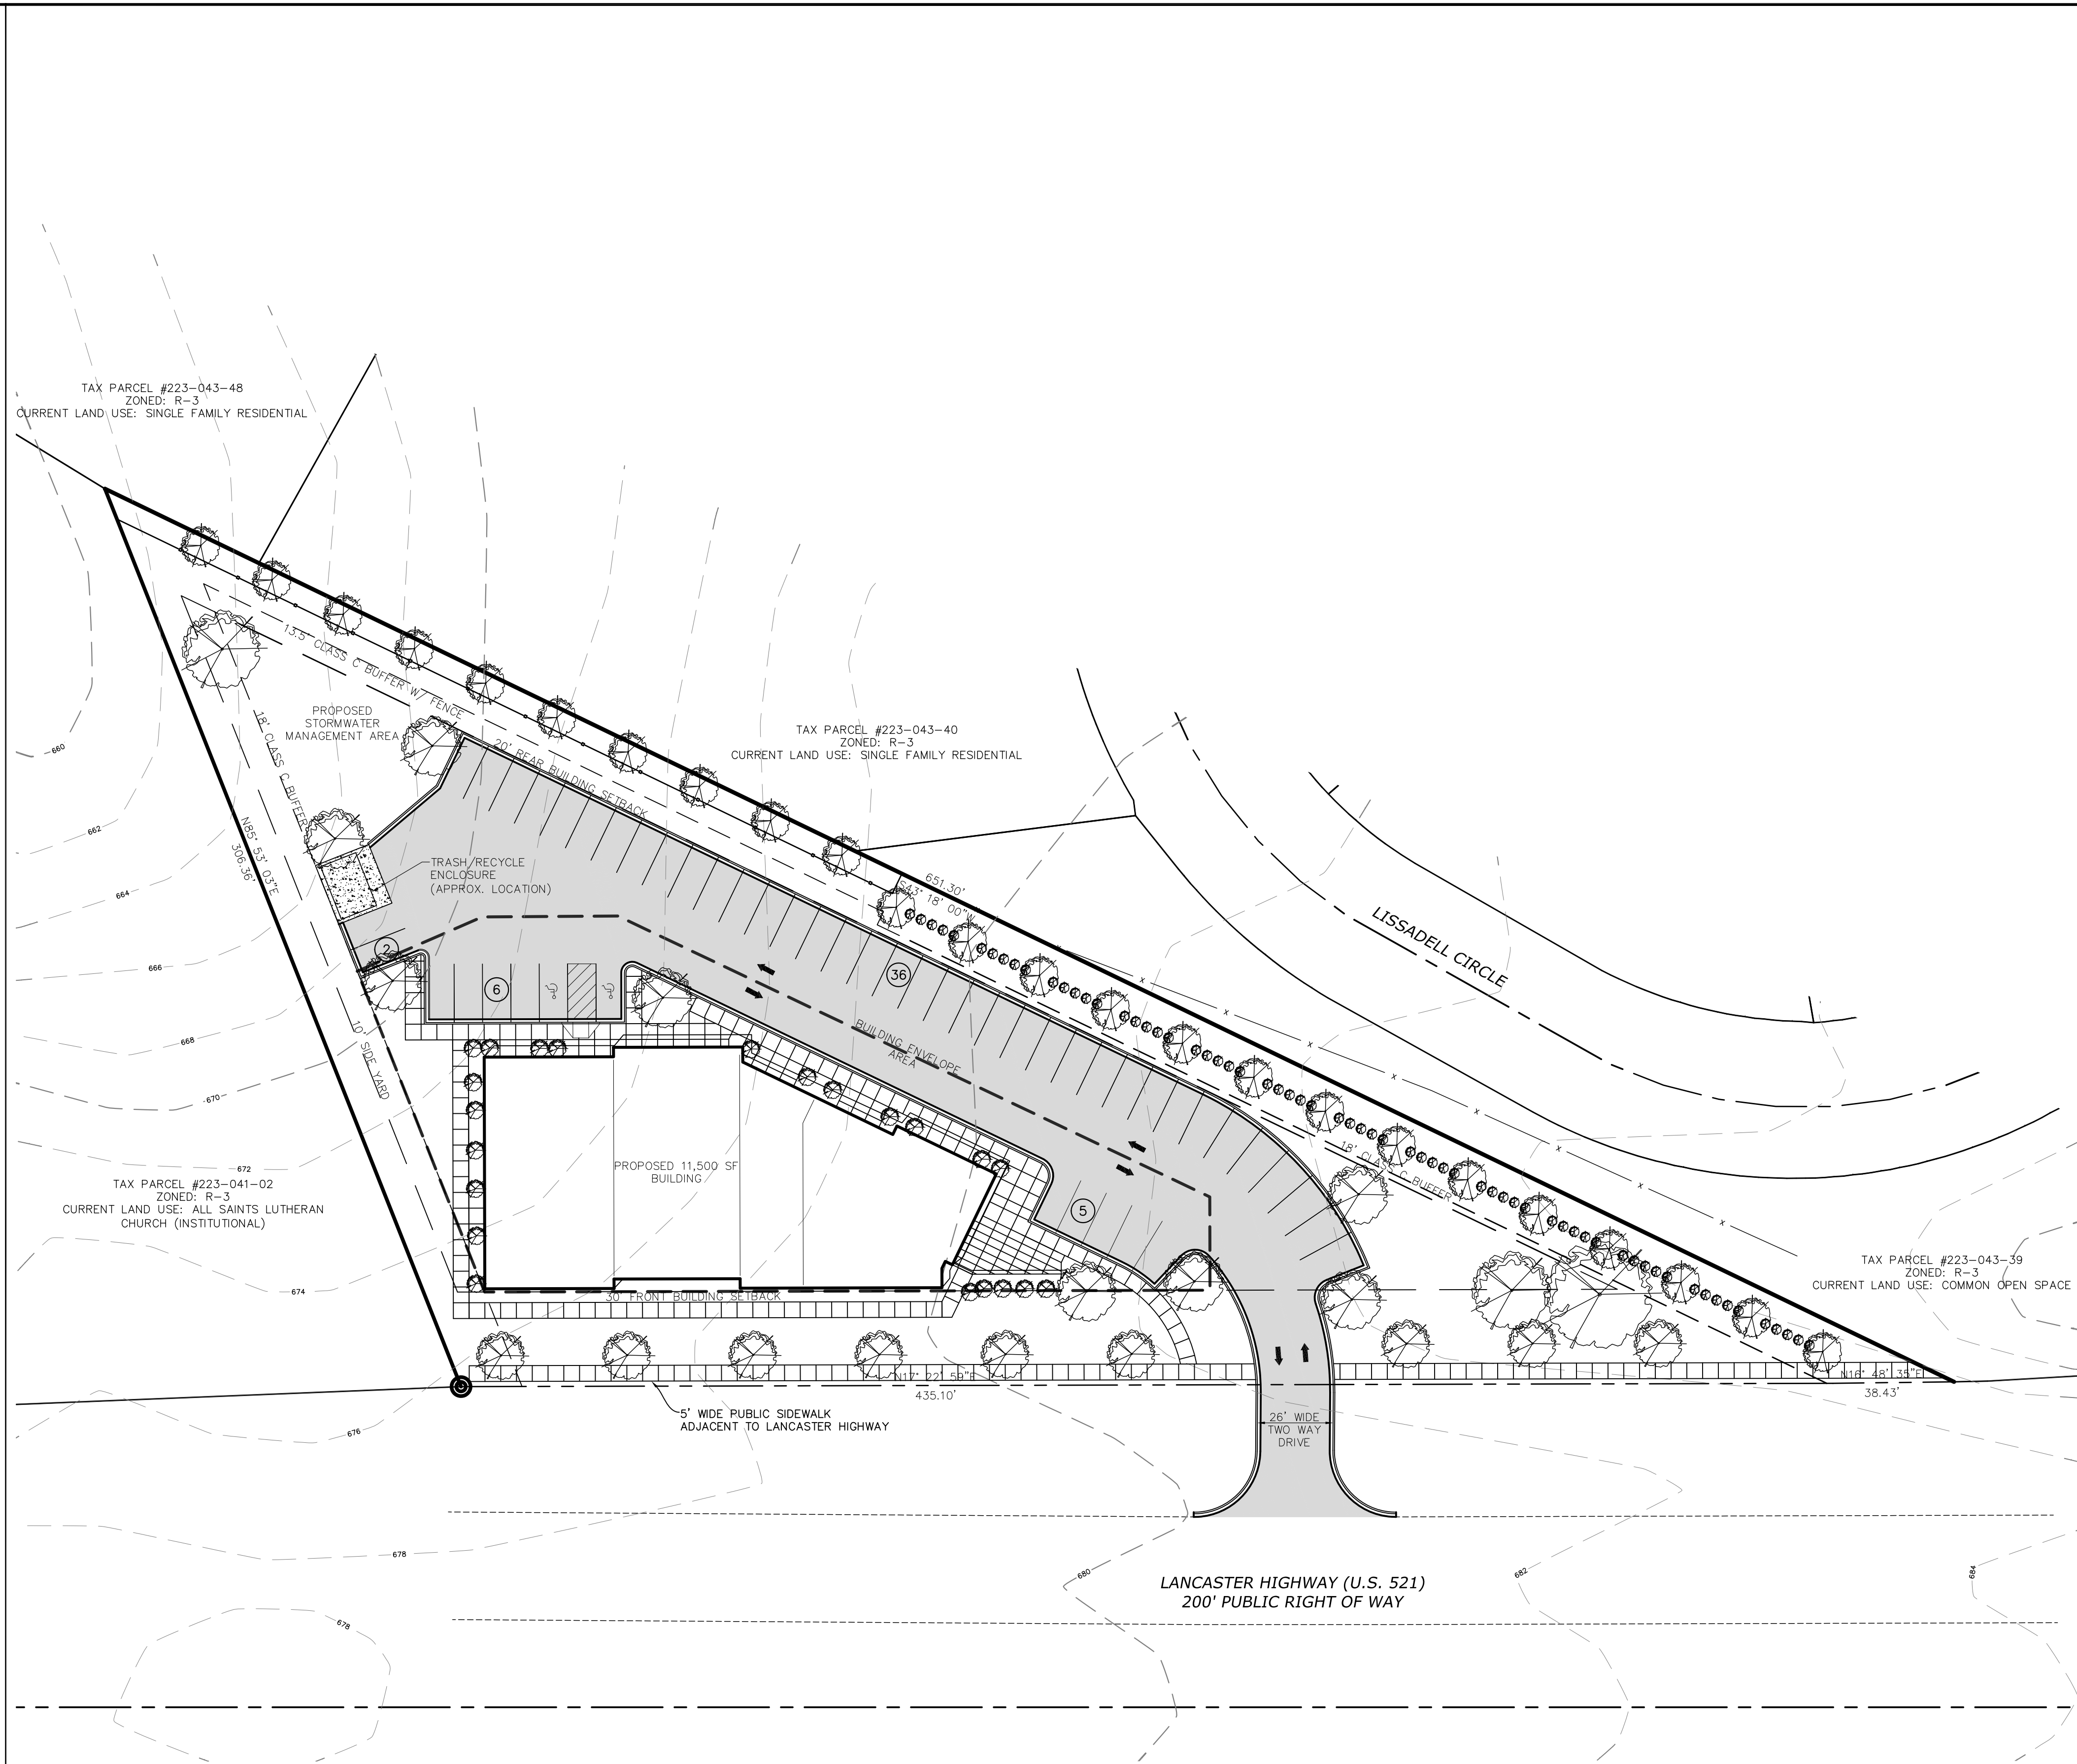 TAX PARCEL #223-043-48
ZONED: R-3
CURRENT LAND USE: SINGLE FAMILY RESIDENTIAL
13.5' CLASS C BUFFER W/ FENCE
PROPOSED
STORMWATER
MANAGEMENT AREA
20' REAR BUILDING SETBACK
18' CLASS C BUFFER
TAX PARCEL #223-043-40
ZONED: R-3
CURRENT LAND USE: SINGLE FAMILY RESIDENTIAL
660
662
664
666
668
670
672
674
676
678
678
N85° 53' 03"E
306.36'
TRASH/RECYCLE
ENCLOSURE
(APPROX. LOCATION)
651.30'
S43° 18' 00"W
LISSADELL CIRCLE
2
6
36
5
10' SIDE YARD
BUILDING ENVELOPE
AREA
18' CLASS C BUFFER
PROPOSED 11,500 SF
BUILDING
TAX PARCEL #223-041-02
ZONED: R-3
CURRENT LAND USE: ALL SAINTS LUTHERAN
CHURCH (INSTITUTIONAL)
TAX PARCEL #223-043-39
ZONED: R-3
CURRENT LAND USE: COMMON OPEN SPACE
30' FRONT BUILDING SETBACK
N17° 22' 59"E
435.10'
N16° 48' 35"E
38.43'
5' WIDE PUBLIC SIDEWALK
ADJACENT TO LANCASTER HIGHWAY
26' WIDE
TWO WAY
DRIVE
680
682
684
LANCASTER HIGHWAY (U.S. 521)
200' PUBLIC RIGHT OF WAY